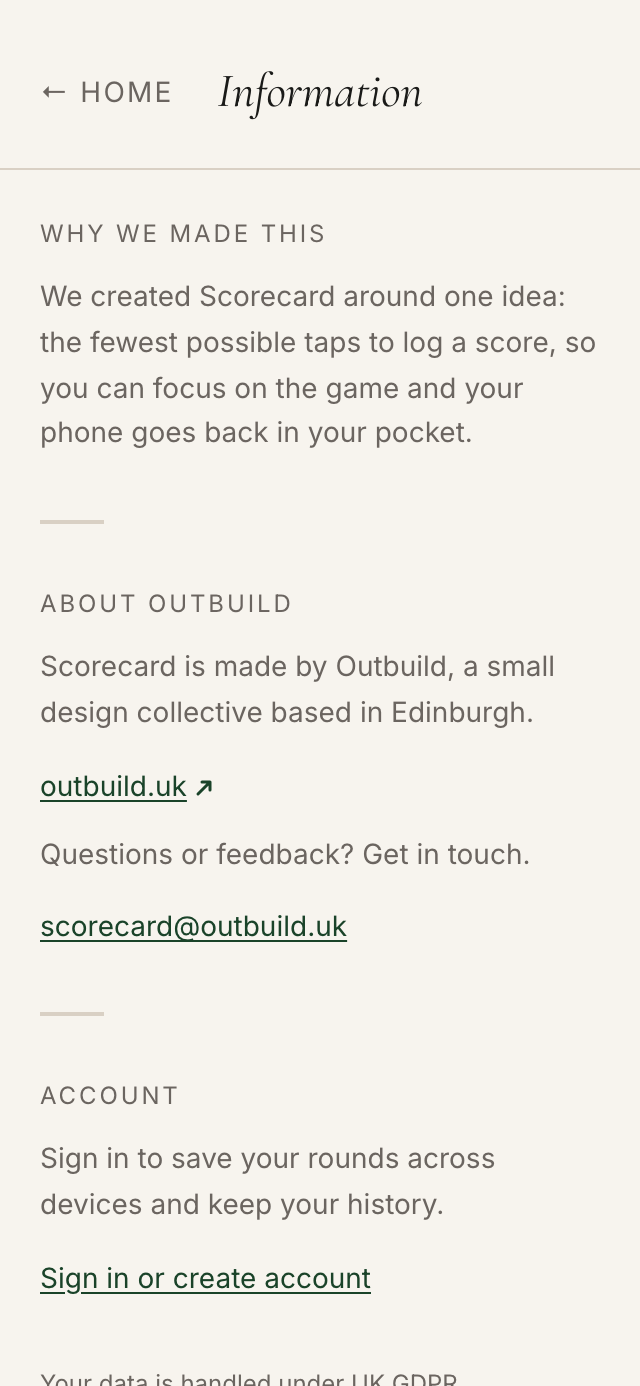 ← HOME Information
WHY WE MADE THIS
We created Scorecard around one idea:
the fewest possible taps to log a score, so
you can focus on the game and your
phone goes back in your pocket.
ABOUT OUTBUILD
Scorecard is made by Outbuild, a small
design collective based in Edinburgh.
outbuild.uk ↗
Questions or feedback? Get in touch.
scorecard@outbuild.uk
ACCOUNT
Sign in to save your rounds across
devices and keep your history.
Sign in or create account
Your data is handled under UK GDPR